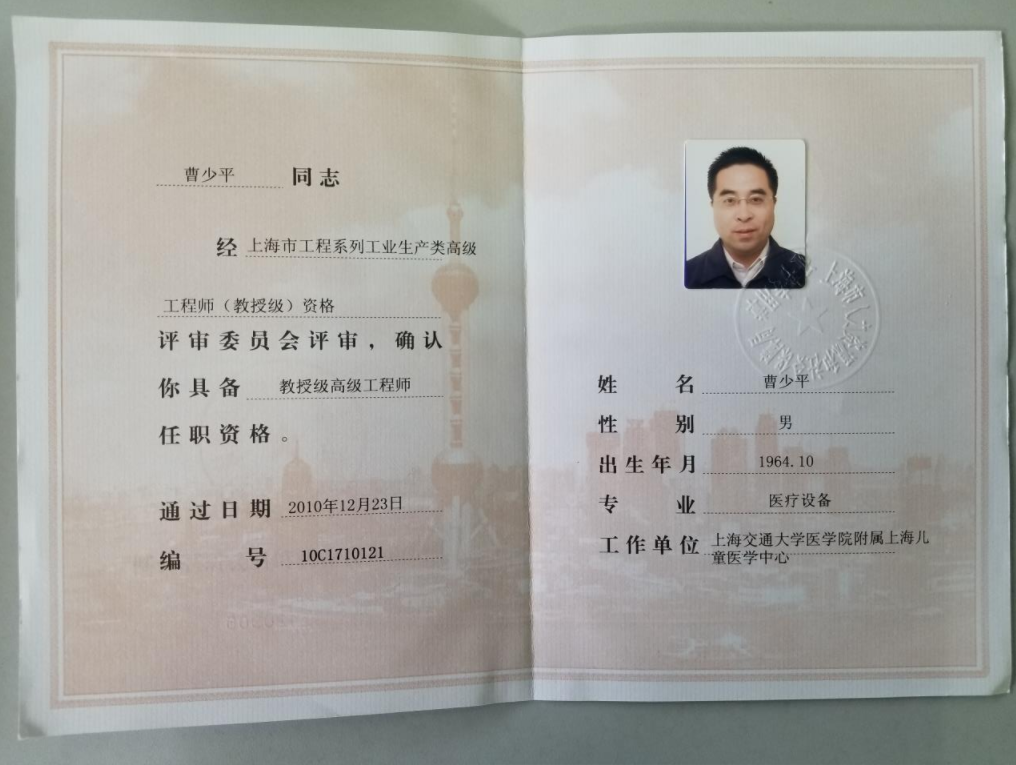 曹少平 同志
经 上海市工程系列工业生产类高级
工程师（教授级）资格
评审委员会评审，确认
你具备 教授级高级工程师
任职资格。
通过日期 2010年12月23日
编号 10C1710121
姓名 曹少平
性别 男
出生年月 1964.10
专业 医疗设备
工作单位 上海交通大学医学院附属上海儿
童医学中心